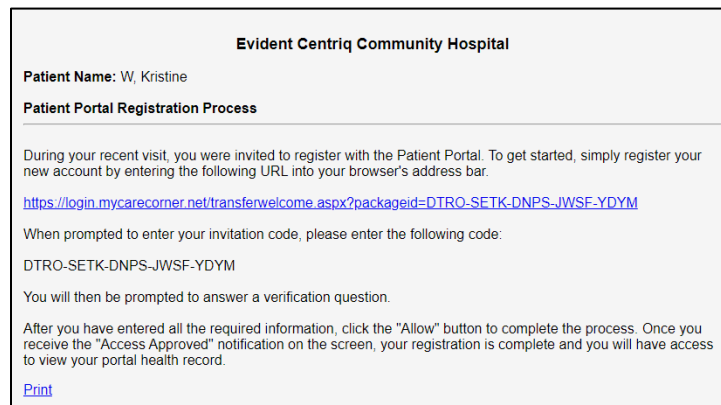 Evident Centriq Community Hospital
Patient Name: W, Kristine
Patient Portal Registration Process
During your recent visit, you were invited to register with the Patient Portal. To get started, simply register your
new account by entering the following URL into your browser's address bar.
https://login.mycarecorner.net/transferwelcome.aspx?packageid=DTRO-SETK-DNPS-JWSF-YDYM
When prompted to enter your invitation code, please enter the following code:
DTRO-SETK-DNPS-JWSF-YDYM
You will then be prompted to answer a verification question.
After you have entered all the required information, click the "Allow" button to complete the process. Once you
receive the "Access Approved" notification on the screen, your registration is complete and you will have access
to view your portal health record.
Print